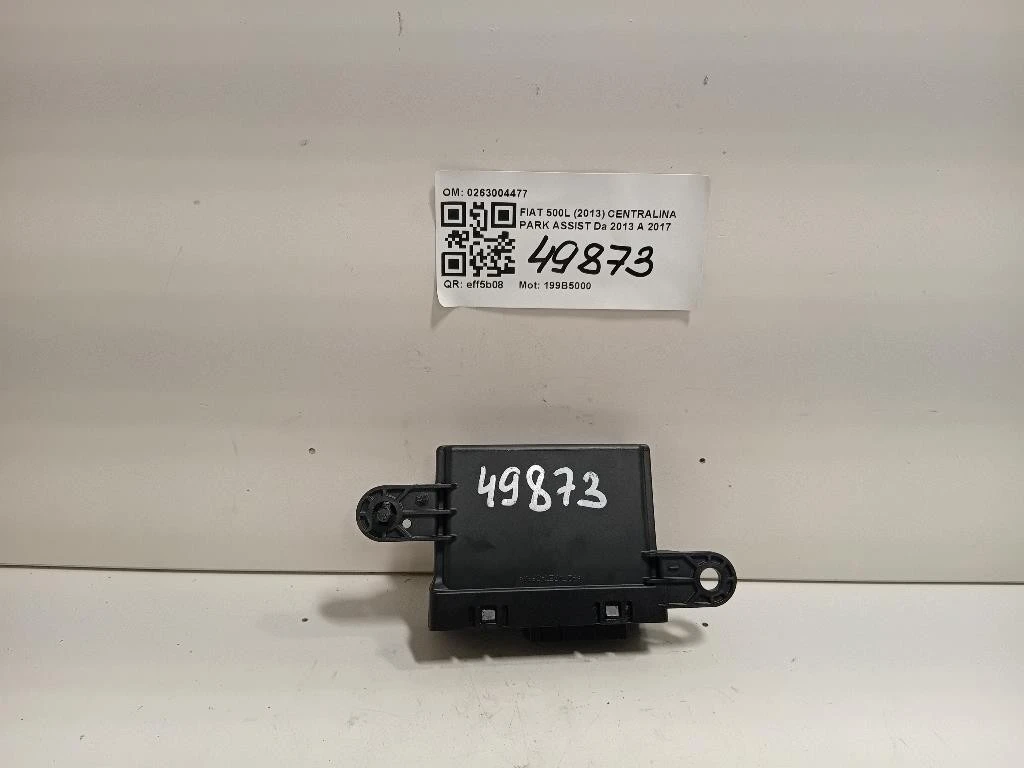 OM: 0263004477
FIAT 500L (2013) CENTRALINA
PARK ASSIST Da 2013 A 2017
49873
QR: eff5b08 Mot: 199B5000
49873